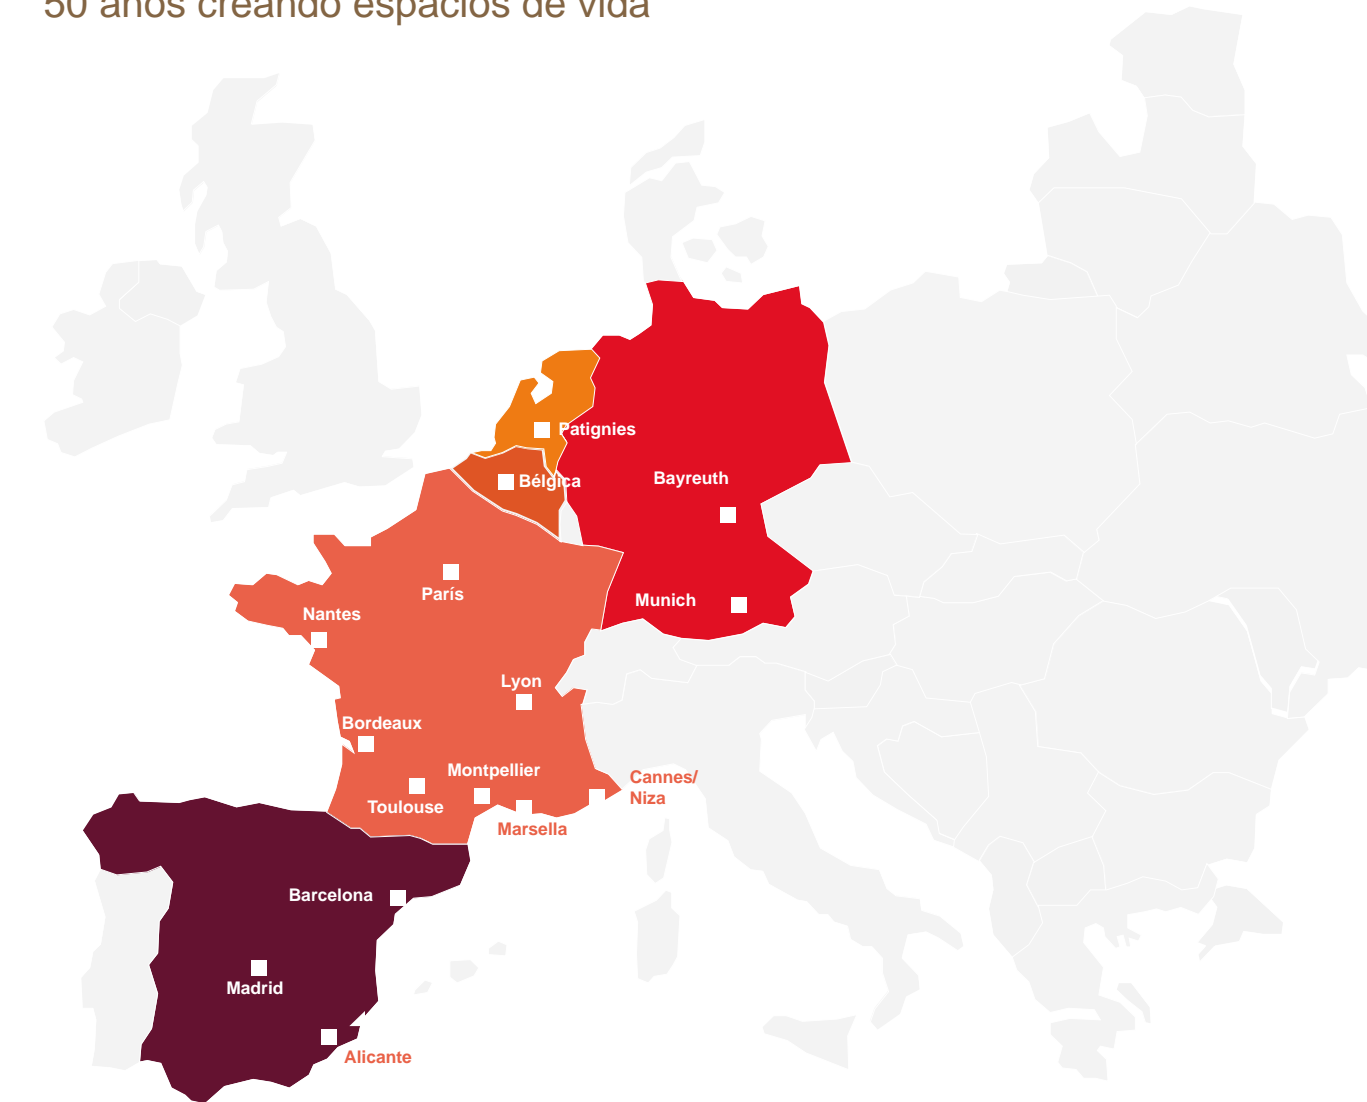 50 años creando espacios de vida
Patignies
Bayreuth
Bélgica
París
Munich
Nantes
Lyon
Bordeaux
Montpellier
Cannes/
Niza
Toulouse
Marsella
Barcelona
Madrid
Alicante